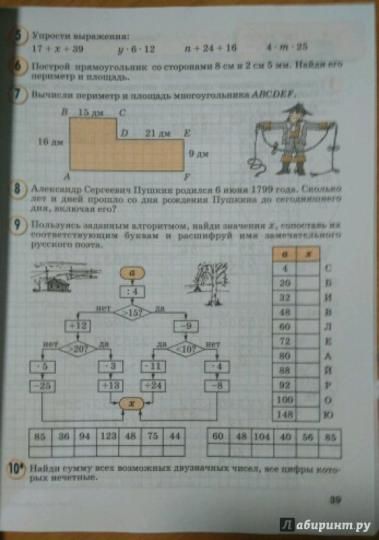 5 Упрости выражения:
17 + x + 39 y · 6 · 12 n + 24 + 16 4 · m · 25
6 Построй прямоугольник со сторонами 8 см и 2 см 5 мм. Найди его
периметр и площадь.
7 Вычисли периметр и площадь многоугольника ABCDEF.
B 15 дм C
D 21 дм E
16 дм
9 дм
A F
8 Александр Сергеевич Пушкин родился 6 июня 1799 года. Сколько
лет и дней прошло со дня рождения Пушкина до сегодняшнего
дня, включая его?
9 Пользуясь заданным алгоритмом, найди значения x, сопоставь их
соответствующим буквам и расшифруй имя замечательного
русского поэта.
a
: 4
нет >15? да
+12 −9
нет >20? да нет <10? да
· 5 · 3 · 11 · 4
−25 +13 +24 −8
x
a x
4 С
20 Б
32 И
48 В
60 Л
72 Е
80 А
88 Й
92 Р
100 О
148 Ю
85 36 94 123 48 75 44
60 48 104 40 56 85
10* Найди сумму всех возможных двузначных чисел, все цифры кото-
рых нечетные.
39
Лабиринт.ру